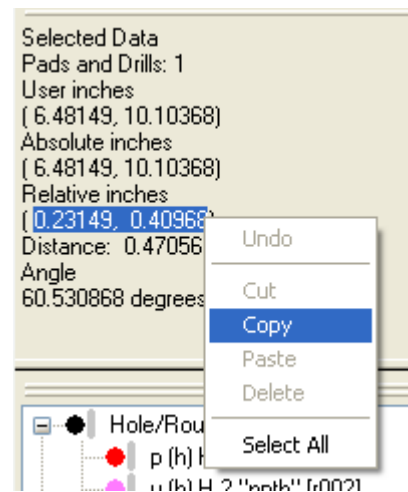 Selected Data
Pads and Drills: 1
User inches
( 6.48149, 10.10368)
Absolute inches
( 6.48149, 10.10368)
Relative inches
( 0.23149, 0.40968)
Distance: 0.47056
Angle
60.530868 degrees
Undo
Cut
Copy
Paste
Delete
Select All
Hole/Rou
p (h) H
u (h) H 2 "npth" [r002]